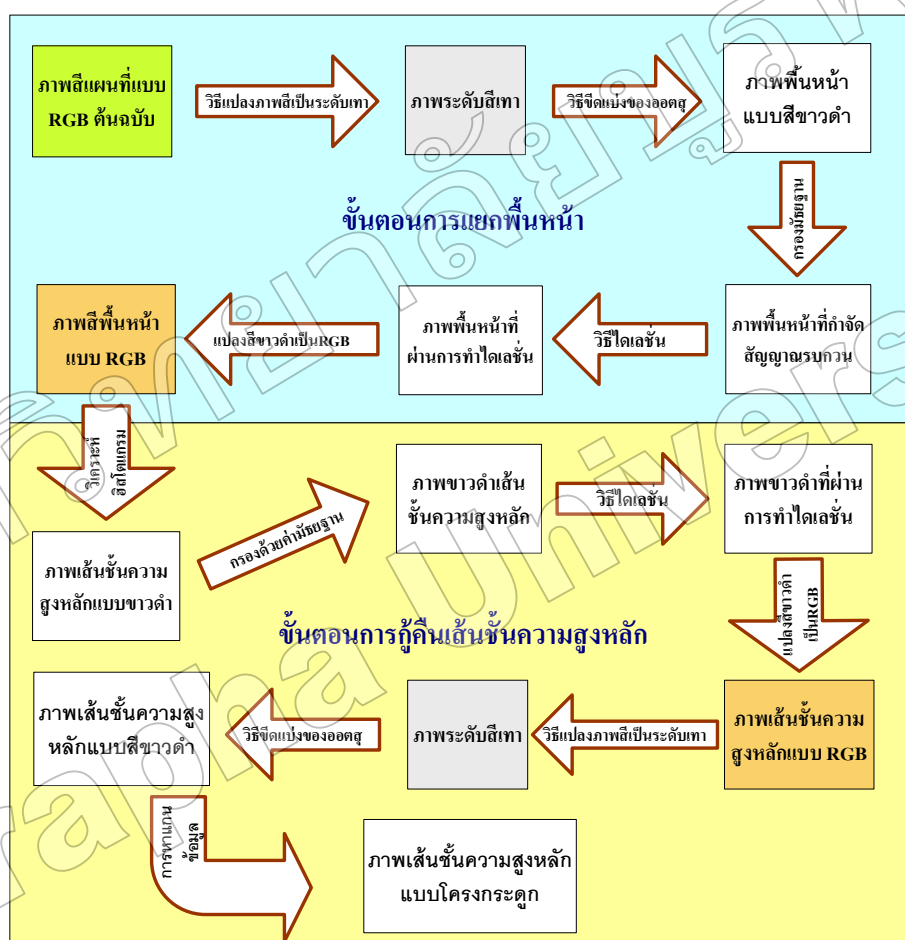 ภาพสีแผนที่แบบ
RGB ต้นฉบับ
วิธีแปลงภาพสีเป็นระดับเทา
ภาพระดับสีเทา
วิธีขีดแบ่งของออตสุ
ภาพพื้นหน้า
แบบสีขาวดำ
กรองมัธยฐาน
ขั้นตอนการแยกพื้นหน้า
ภาพพื้นหน้าที่กำจัด
สัญญาณรบกวน
วิธีไดเลชั่น
ภาพพื้นหน้าที่
ผ่านการทำไดเลชั่น
แปลงสีขาวดำเป็นRGB
ภาพสีพื้นหน้า
แบบ RGB
วิเคราะห์
ฮิสโตแกรม
ภาพเส้นชั้นความ
สูงหลักแบบขาวดำ
กรองด้วยค่ามัธยฐาน
ภาพขาวดำเส้น
ชั้นความสูงหลัก
วิธีไดเลชั่น
ภาพขาวดำที่ผ่าน
การทำไดเลชั่น
แปลงสีขาวดำ
เป็นRGB
ขั้นตอนการกู้คืนเส้นชั้นความสูงหลัก
ภาพเส้นชั้นความ
สูงหลักแบบ RGB
วิธีแปลงภาพสีเป็นระดับเทา
ภาพระดับสีเทา
วิธีขีดแบ่งของออตสุ
ภาพเส้นชั้นความสูง
หลักแบบสีขาวดำ
การหาแกน
ข้อมูล
ภาพเส้นชั้นความสูงหลัก
แบบโครงกระดูก
rapha Univers